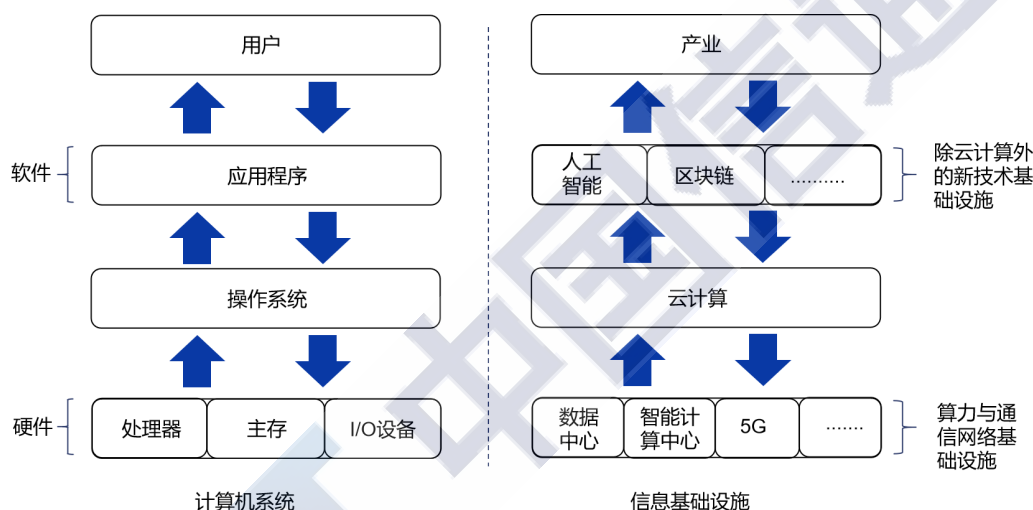 用户
软件
应用程序
操作系统
硬件
处理器
主存
I/O设备
计算机系统
产业
人工
智能
区块链
..........
除云计算外
的新技术基
础设施
云计算
数据
中心
智能计
算中心
5G
.......
算力与通
信网络基
础设施
信息基础设施
中国信通